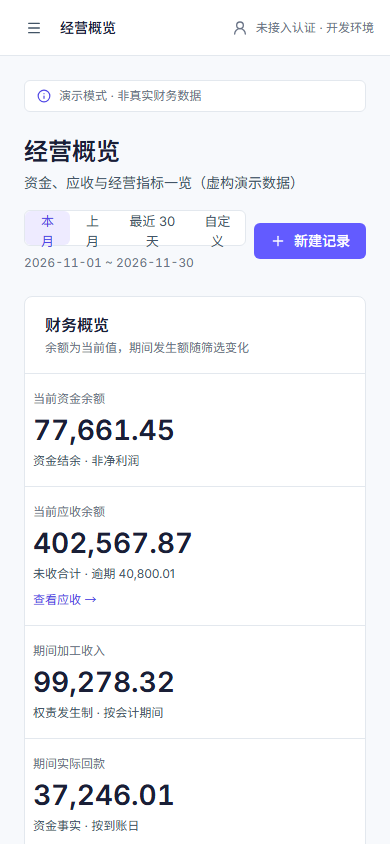 经营概览
未接入认证 · 开发环境
演示模式 · 非真实财务数据
经营概览
资金、应收与经营指标一览（虚构演示数据）
本月
上月
最近 30 天
自定义
新建记录
2026-11-01 ~ 2026-11-30
财务概览
余额为当前值，期间发生额随筛选变化
当前资金余额
77,661.45
资金结余 · 非净利润
当前应收余额
402,567.87
未收合计 · 逾期 40,800.01
查看应收 →
期间加工收入
99,278.32
权责发生制 · 按会计期间
期间实际回款
37,246.01
资金事实 · 按到账日